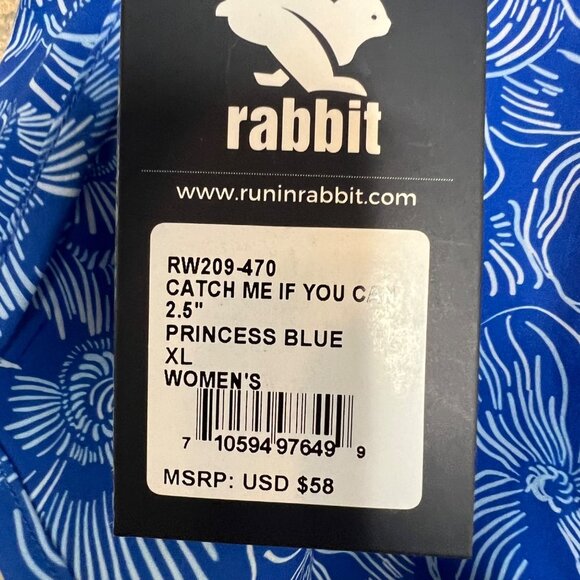 rabbit
www.runinrabbit.com
RW209-470
CATCH ME IF YOU CAN
2.5"
PRINCESS BLUE
XL
WOMEN'S
7 10594 97649 9
MSRP: USD $58